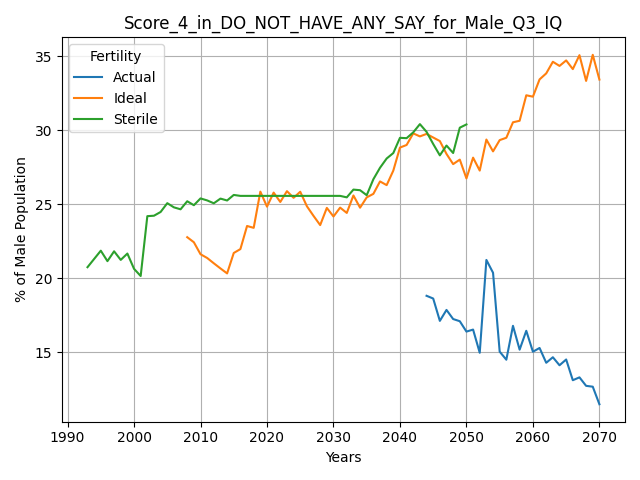 Score_4_in_DO_NOT_HAVE_ANY_SAY_for_Male_Q3_IQ
Fertility
Actual
Ideal
Sterile
% of Male Population
35
30
25
20
15
1990 2000 2010 2020 2030 2040 2050 2060 2070
Years